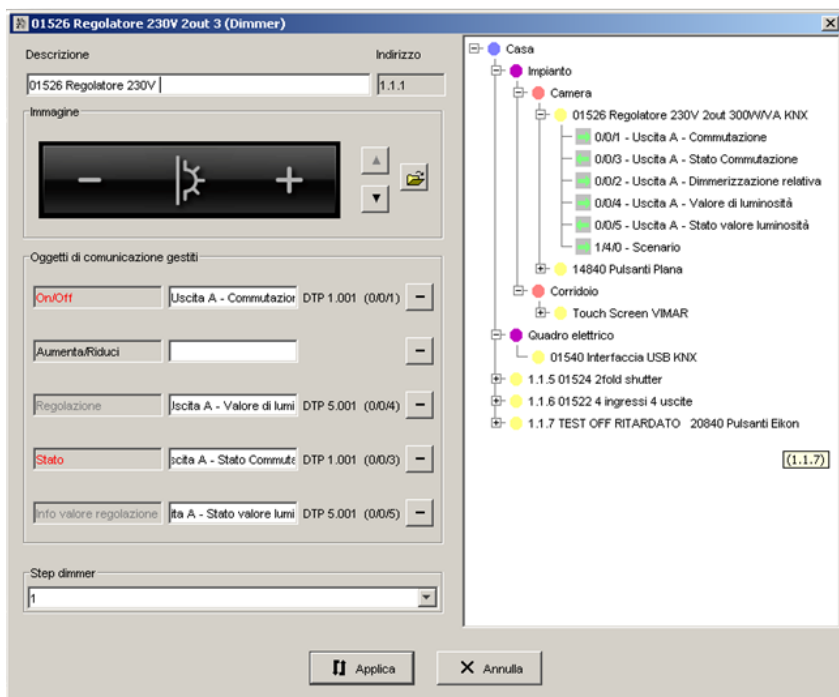 01526 Regolatore 230V 2out 3 (Dimmer)
Descrizione
Indirizzo
01526 Regolatore 230V
1.1.1
Immagine
Oggetti di comunicazione gestiti
On/Off
Uscita A - Commutazion
DTP 1.001 (0/0/1)
Aumenta/Riduci
Regolazione
Uscita A - Valore di lumi
DTP 5.001 (0/0/4)
Stato
scita A - Stato Commuta
DTP 1.001 (0/0/3)
Info valore regolazione
ita A - Stato valore lumi
DTP 5.001 (0/0/5)
Step dimmer
1
Applica
Annulla
Casa
Impianto
Camera
01526 Regolatore 230V 2out 300W/VA KNX
0/0/1 - Uscita A - Commutazione
0/0/3 - Uscita A - Stato Commutazione
0/0/2 - Uscita A - Dimmerizzazione relativa
0/0/4 - Uscita A - Valore di luminosità
0/0/5 - Uscita A - Stato valore luminosità
1/4/0 - Scenario
14840 Pulsanti Plana
Corridoio
Touch Screen VIMAR
Quadro elettrico
01540 Interfaccia USB KNX
1.1.5 01524 2fold shutter
1.1.6 01522 4 ingressi 4 uscite
1.1.7 TEST OFF RITARDATO 20840 Pulsanti Eikon
(1.1.7)